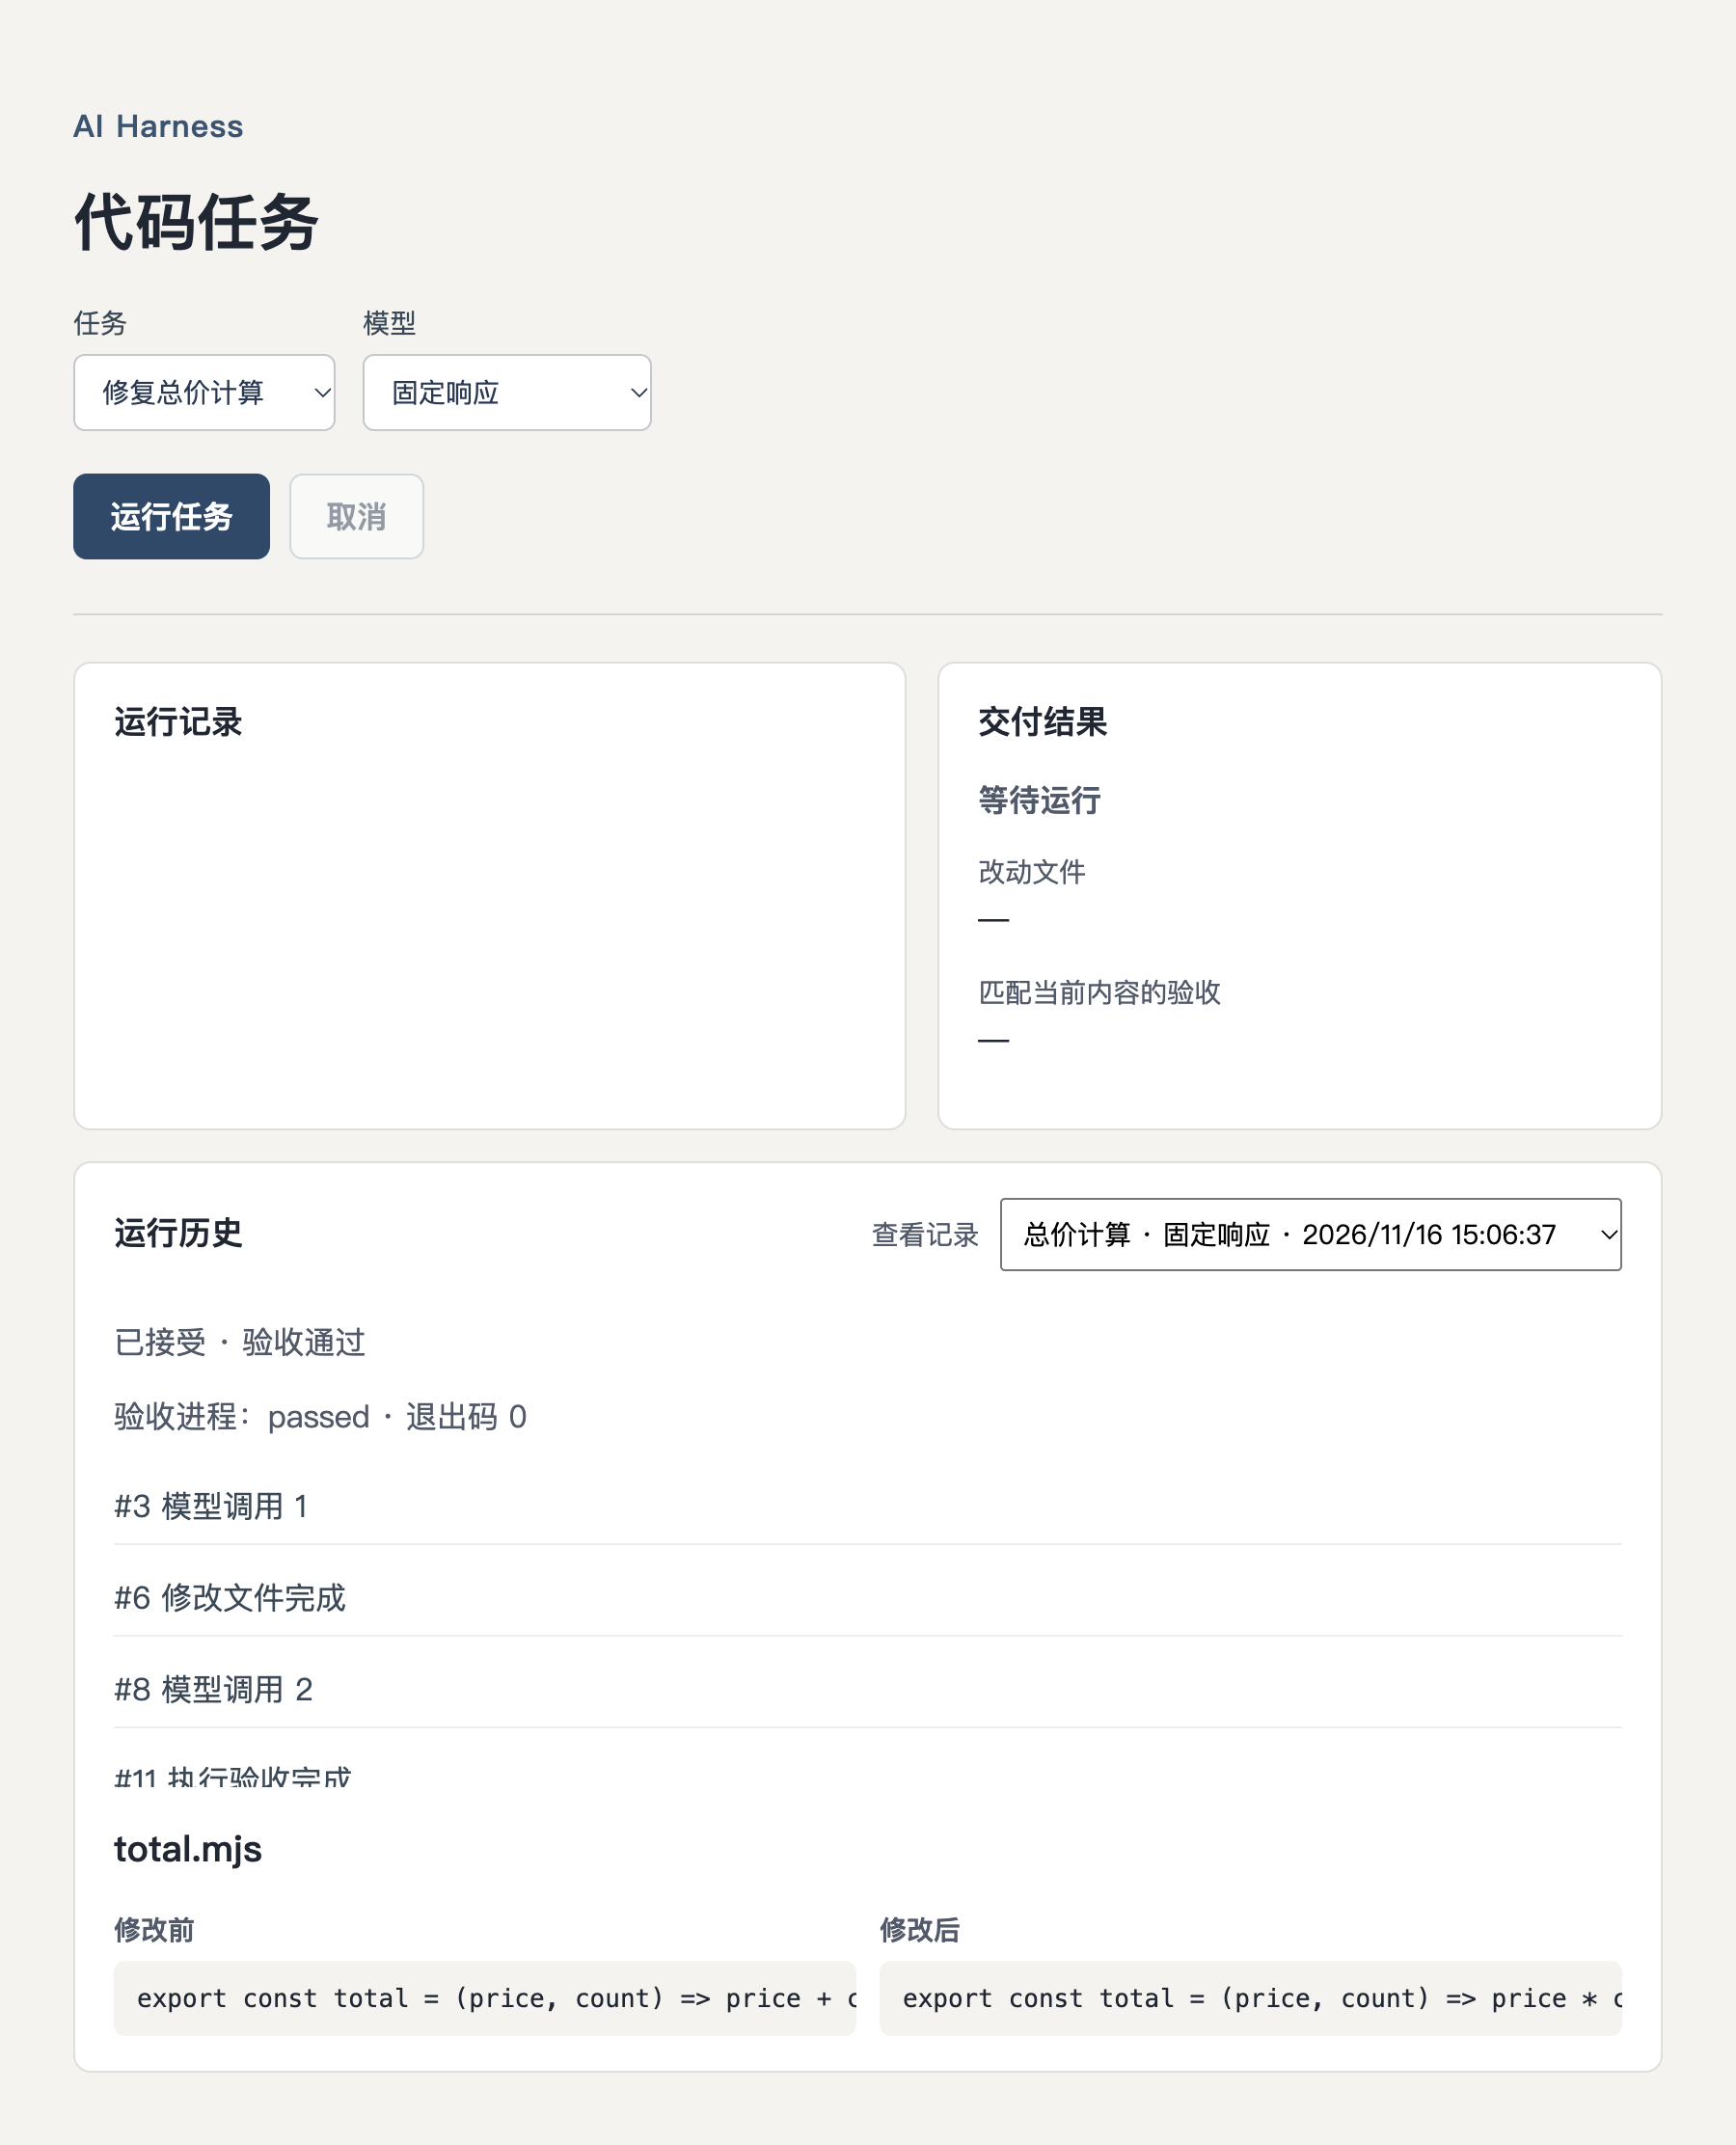 AI Harness
代码任务
任务 模型
修复总价计算 固定响应
运行任务 取消
运行记录
交付结果
等待运行
改动文件
—
匹配当前内容的验收
—
运行历史 查看记录 总价计算 · 固定响应 · 2026/11/16 15:06:37
已接受 · 验收通过
验收进程：passed · 退出码 0
#3 模型调用 1
#6 修改文件完成
#8 模型调用 2
#11 执行验收完成
total.mjs
修改前 修改后
export const total = (price, count) => price + c export const total = (price, count) => price * c